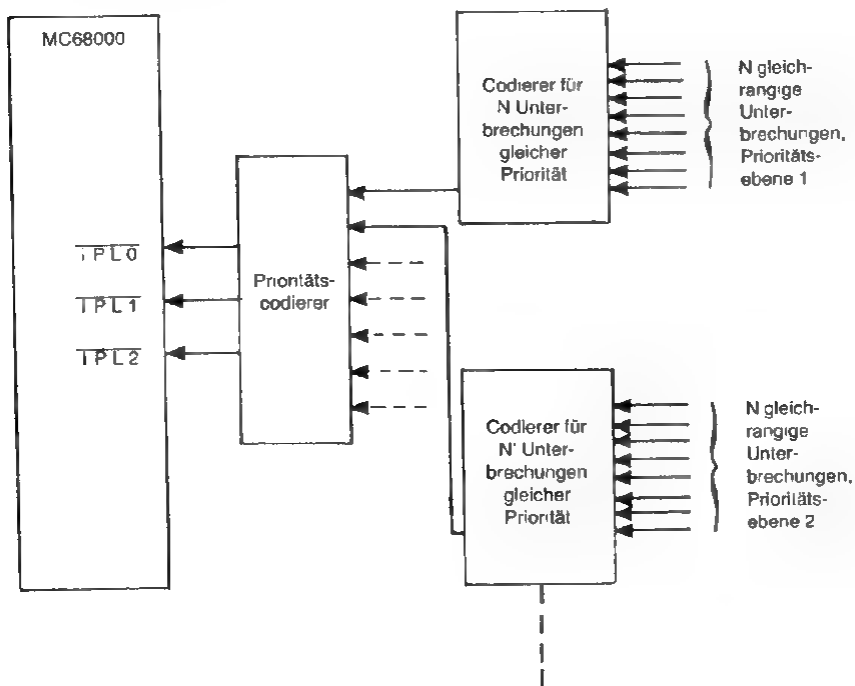 MC68000
IPL0
IPL1
IPL2
Prioritäts-
codierer
Codierer für
N Unter-
brechungen
gleicher
Priorität
N gleich-
rangige
Unter-
brechungen,
Prioritäts-
ebene 1
Codierer für
N' Unter-
brechungen
gleicher
Priorität
N gleich-
rangige
Unter-
brechungen,
Prioritäts-
ebene 2